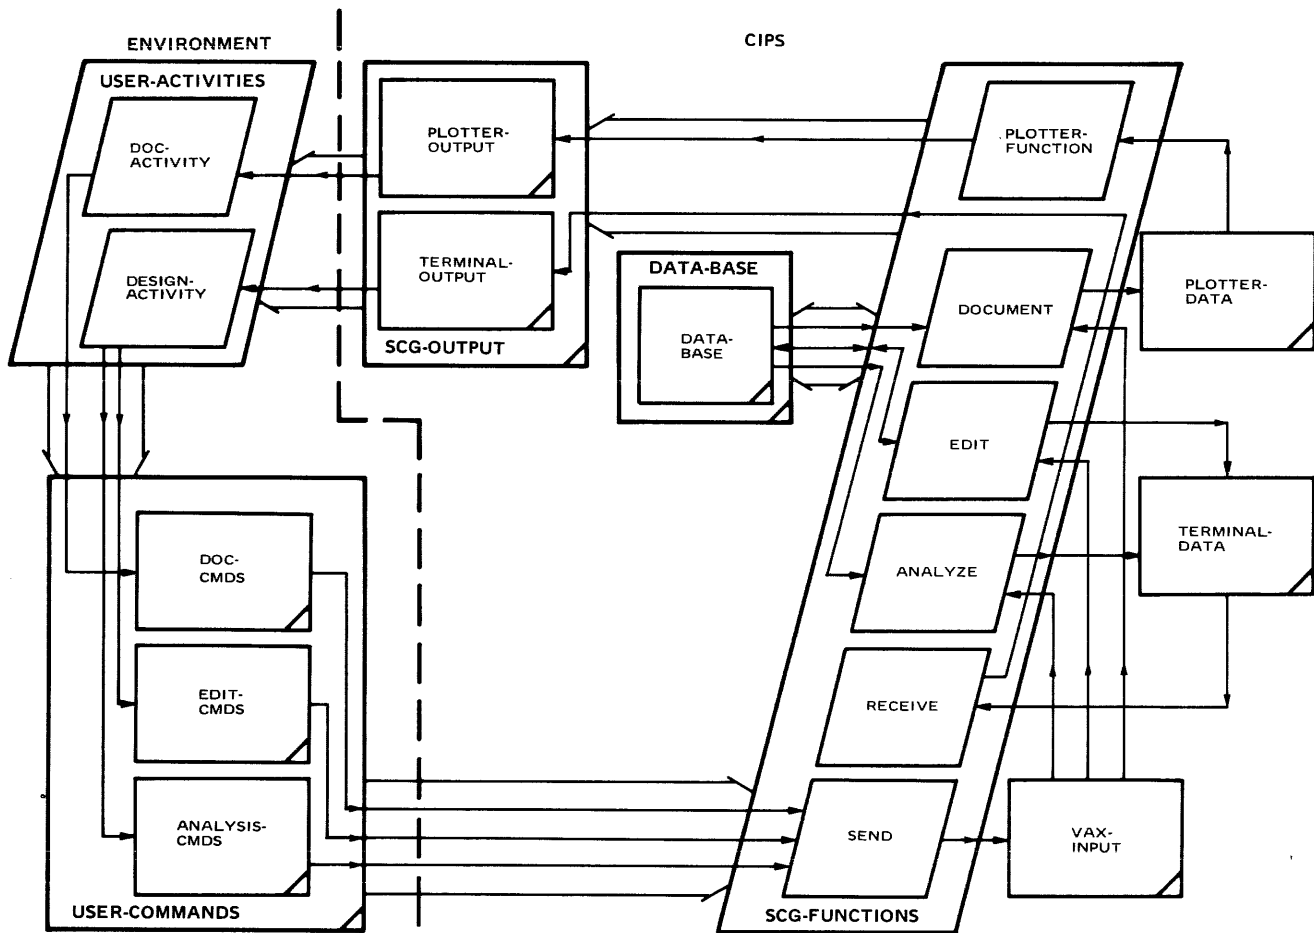 ENVIRONMENT
CIPS
USER-ACTIVITIES
DOC-
ACTIVITY
DESIGN-
ACTIVITY
PLOTTER-
OUTPUT
TERMINAL-
OUTPUT
SCG-OUTPUT
DATA-BASE
DATA-
BASE
PLOTTER-
FUNCTION
DOCUMENT
EDIT
ANALYZE
RECEIVE
SEND
SCG-FUNCTIONS
PLOTTER-
DATA
TERMINAL-
DATA
VAX-
INPUT
DOC-
CMDS
EDIT-
CMDS
ANALYSIS-
CMDS
USER-COMMANDS